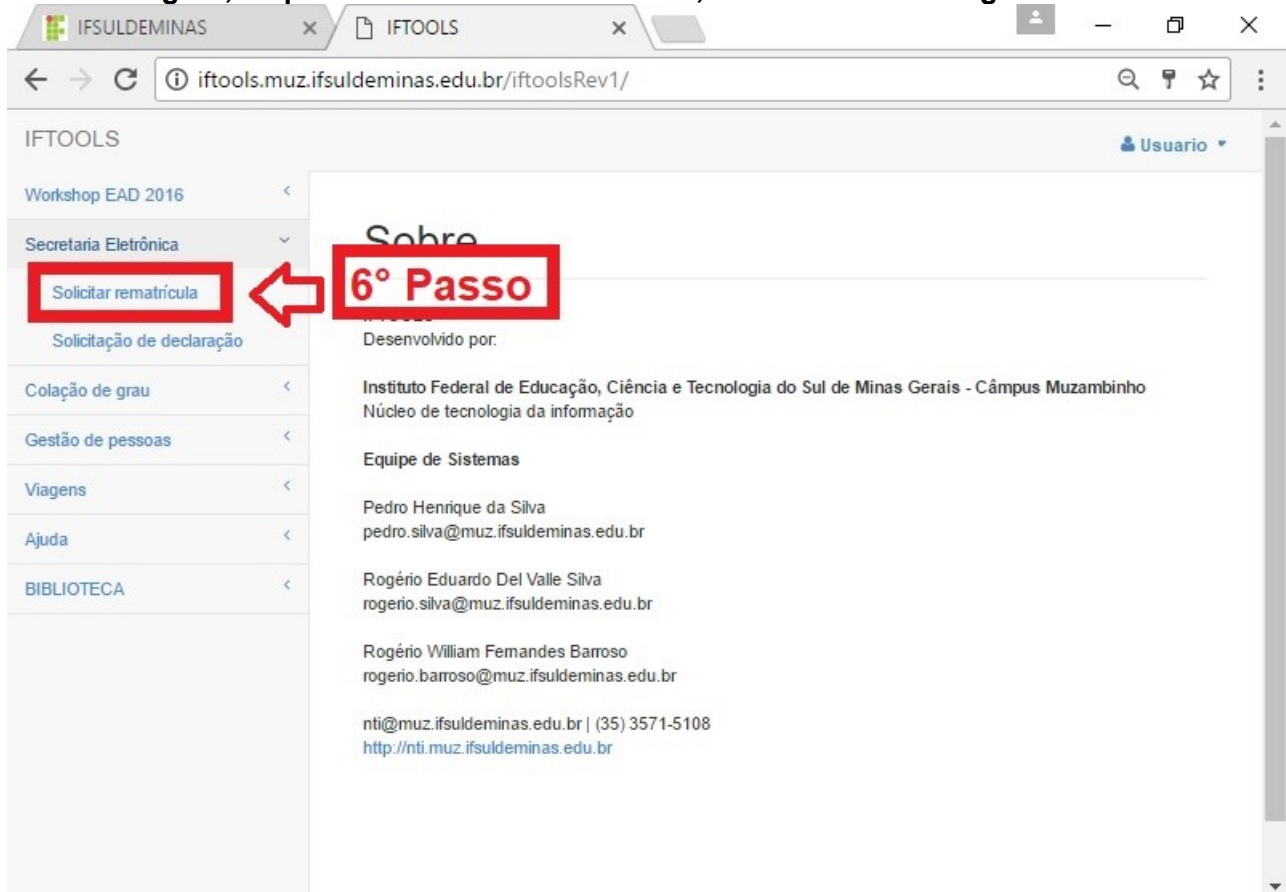 IFSULDEMINAS
IFTOOLS
iftools.muz.ifsuldeminas.edu.br/iftoolsRev1/
IFTOOLS
Usuario
Workshop EAD 2016
Secretaria Eletrônica
Solicitar rematrícula
Solicitação de declaração
Colação de grau
Gestão de pessoas
Viagens
Ajuda
BIBLIOTECA
Sobre
6° Passo
Desenvolvido por:
Instituto Federal de Educação, Ciência e Tecnologia do Sul de Minas Gerais - Câmpus Muzambinho
Núcleo de tecnologia da informação
Equipe de Sistemas
Pedro Henrique da Silva
pedro.silva@muz.ifsuldeminas.edu.br
Rogério Eduardo Del Valle Silva
rogerio.silva@muz.ifsuldeminas.edu.br
Rogério William Fernandes Barroso
rogerio.barroso@muz.ifsuldeminas.edu.br
nti@muz.ifsuldeminas.edu.br | (35) 3571-5108
http://nti.muz.ifsuldeminas.edu.br